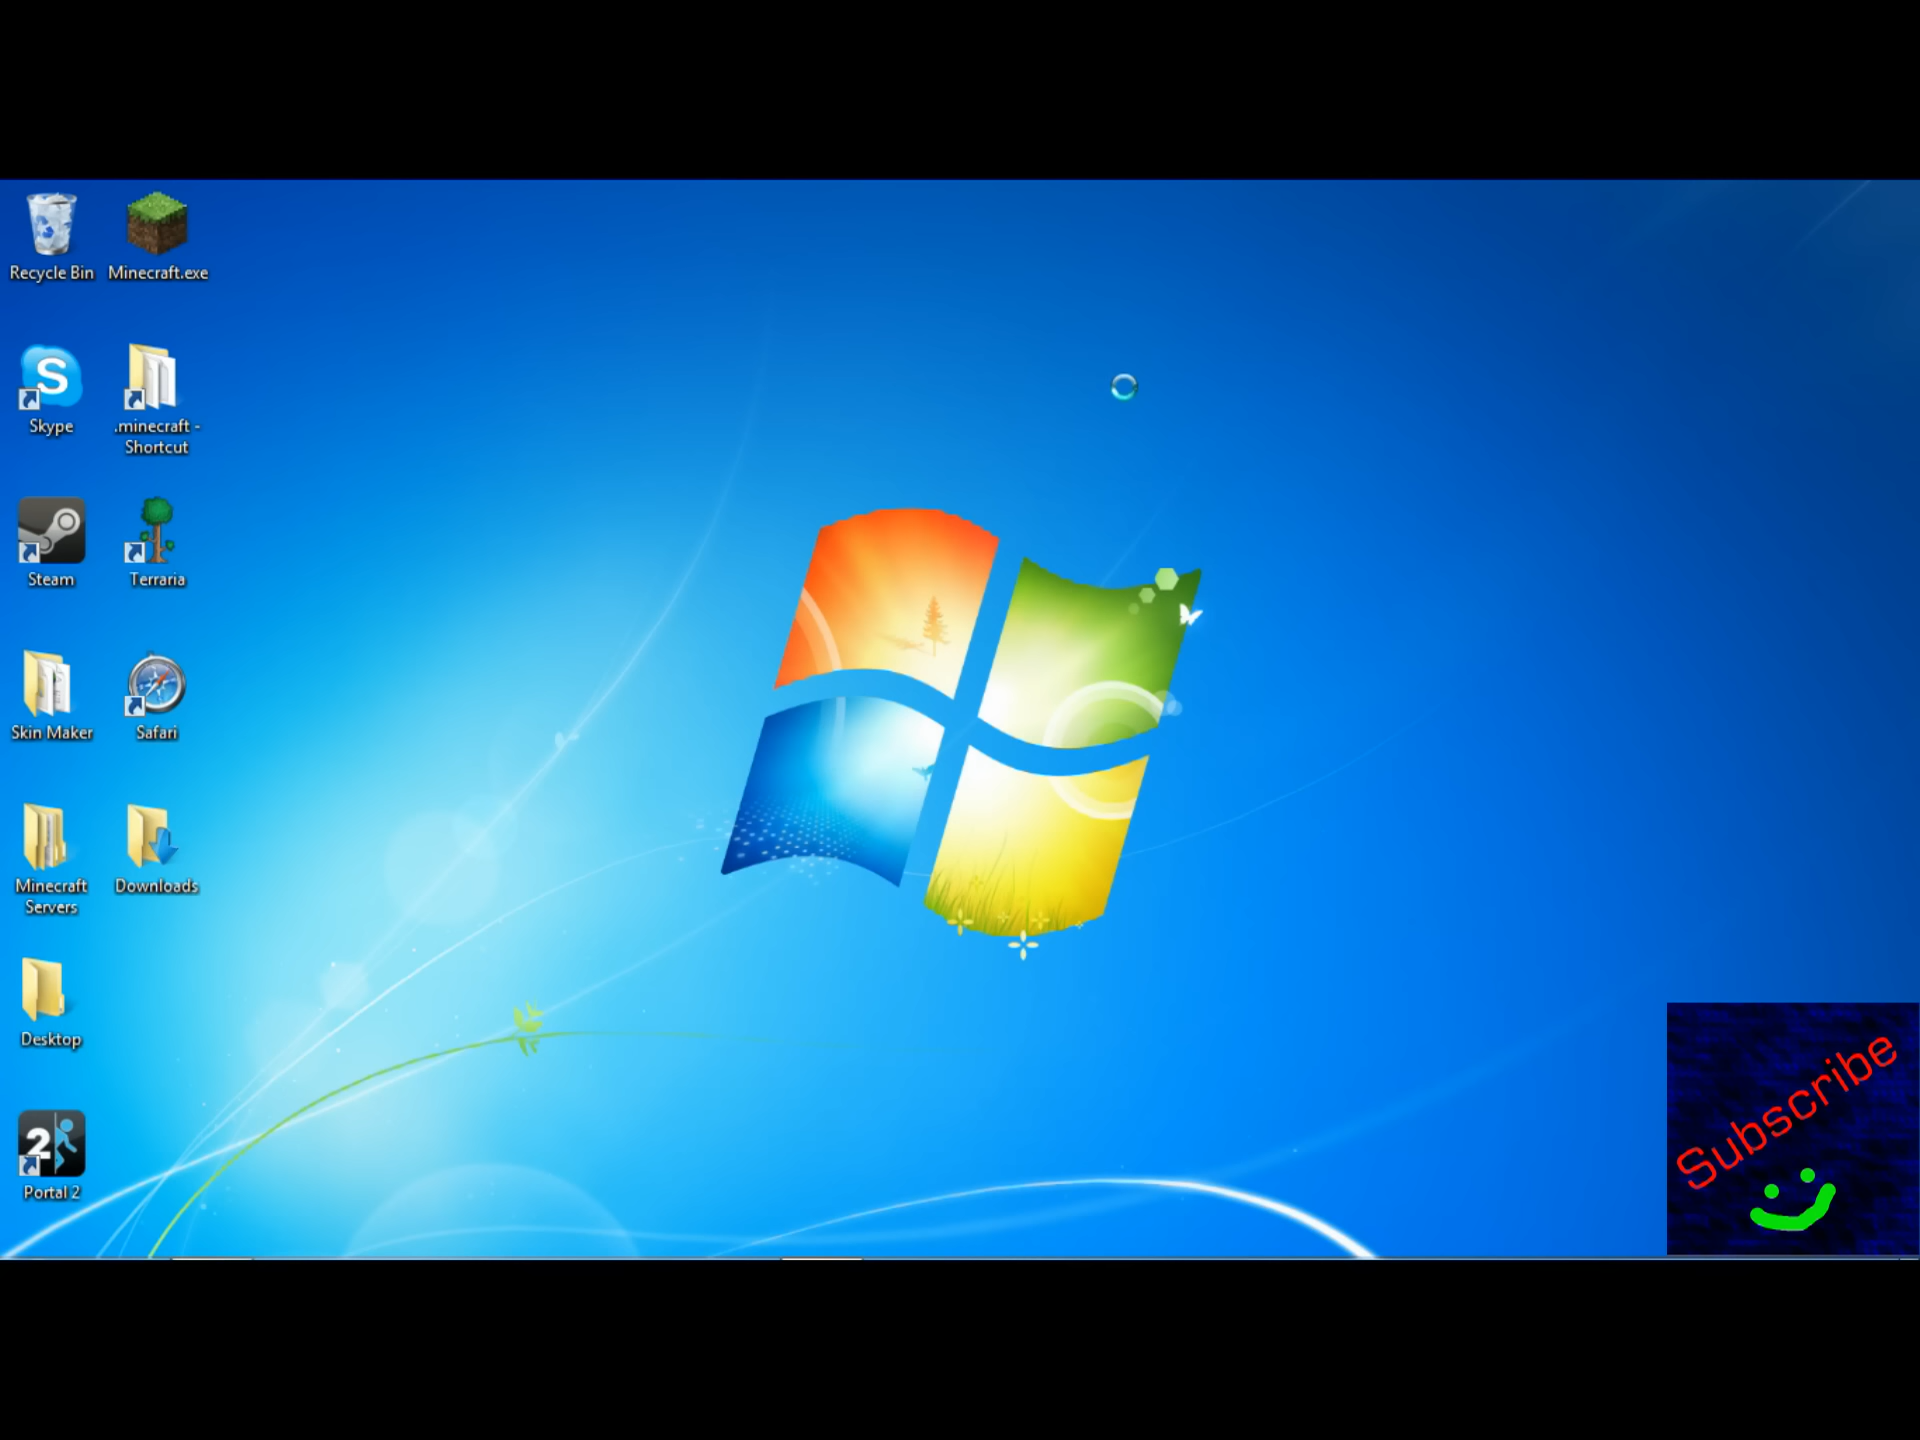 Recycle Bin
Minecraft.exe
Skype
.minecraft -
Shortcut
Steam
Terraria
Skin Maker
Safari
Minecraft
Servers
Downloads
Desktop
2
Portal 2
Subscribe